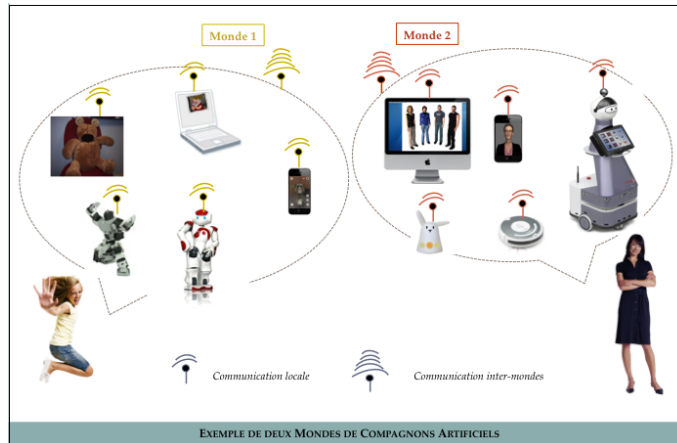 Monde 1
Monde 2
Communication locale
Communication inter-mondes
EXEMPLE DE DEUX MONDES DE COMPAGNONS ARTIFICIELS